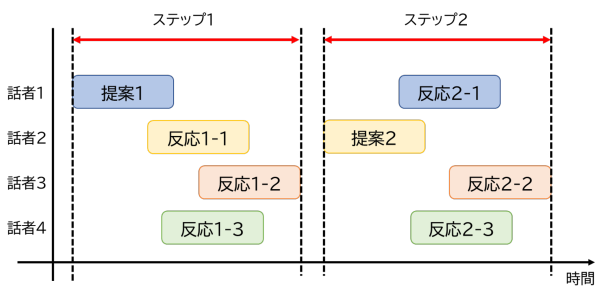 ステップ1 ステップ2
話者1 提案1 反応2-1
話者2 反応1-1 提案2
話者3 反応1-2 反応2-2
話者4 反応1-3 反応2-3
時間